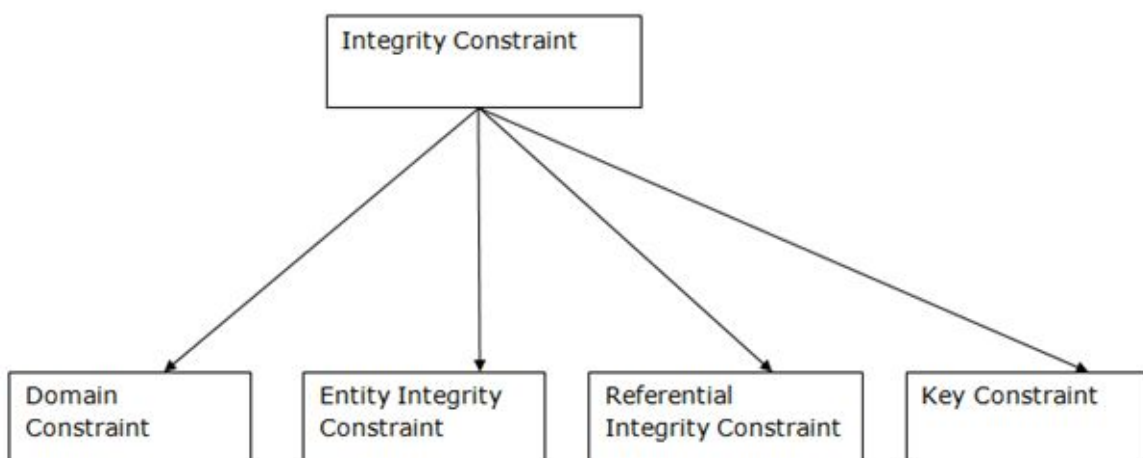 Integrity Constraint
Domain
Constraint
Entity Integrity
Constraint
Referential
Integrity Constraint
Key Constraint